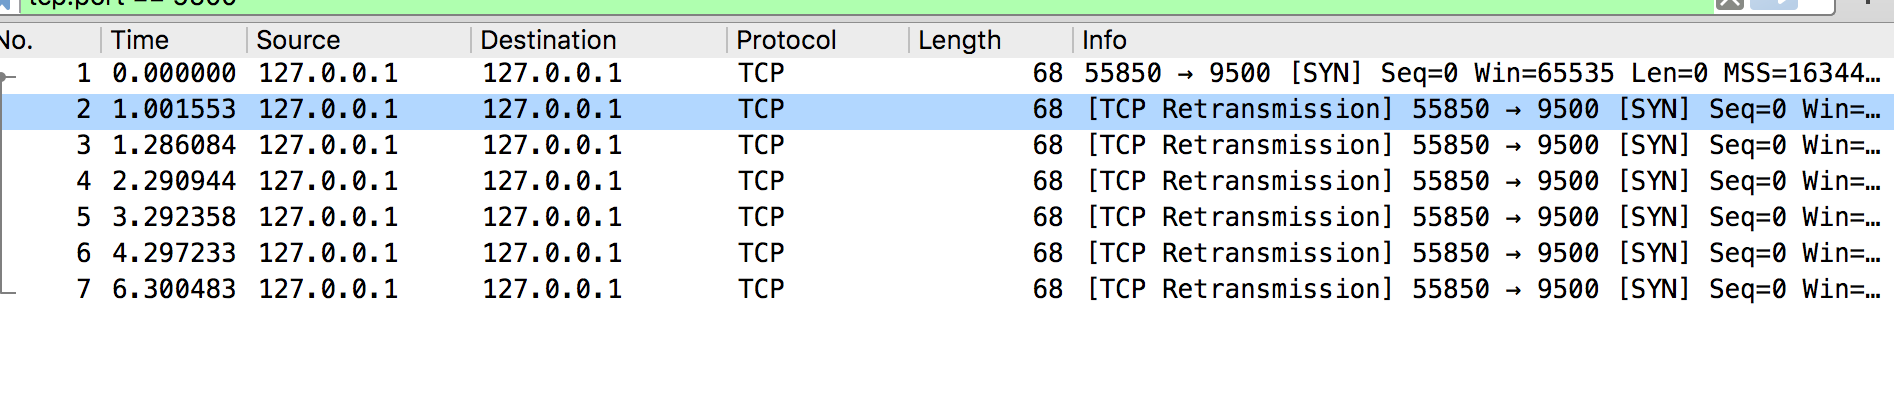 tcp.port == 9500
No. Time Source Destination Protocol Length Info
1 0.000000 127.0.0.1 127.0.0.1 TCP 68 55850 → 9500 [SYN] Seq=0 Win=65535 Len=0 MSS=16344…
2 1.001553 127.0.0.1 127.0.0.1 TCP 68 [TCP Retransmission] 55850 → 9500 [SYN] Seq=0 Win=…
3 1.286084 127.0.0.1 127.0.0.1 TCP 68 [TCP Retransmission] 55850 → 9500 [SYN] Seq=0 Win=…
4 2.290944 127.0.0.1 127.0.0.1 TCP 68 [TCP Retransmission] 55850 → 9500 [SYN] Seq=0 Win=…
5 3.292358 127.0.0.1 127.0.0.1 TCP 68 [TCP Retransmission] 55850 → 9500 [SYN] Seq=0 Win=…
6 4.297233 127.0.0.1 127.0.0.1 TCP 68 [TCP Retransmission] 55850 → 9500 [SYN] Seq=0 Win=…
7 6.300483 127.0.0.1 127.0.0.1 TCP 68 [TCP Retransmission] 55850 → 9500 [SYN] Seq=0 Win=…